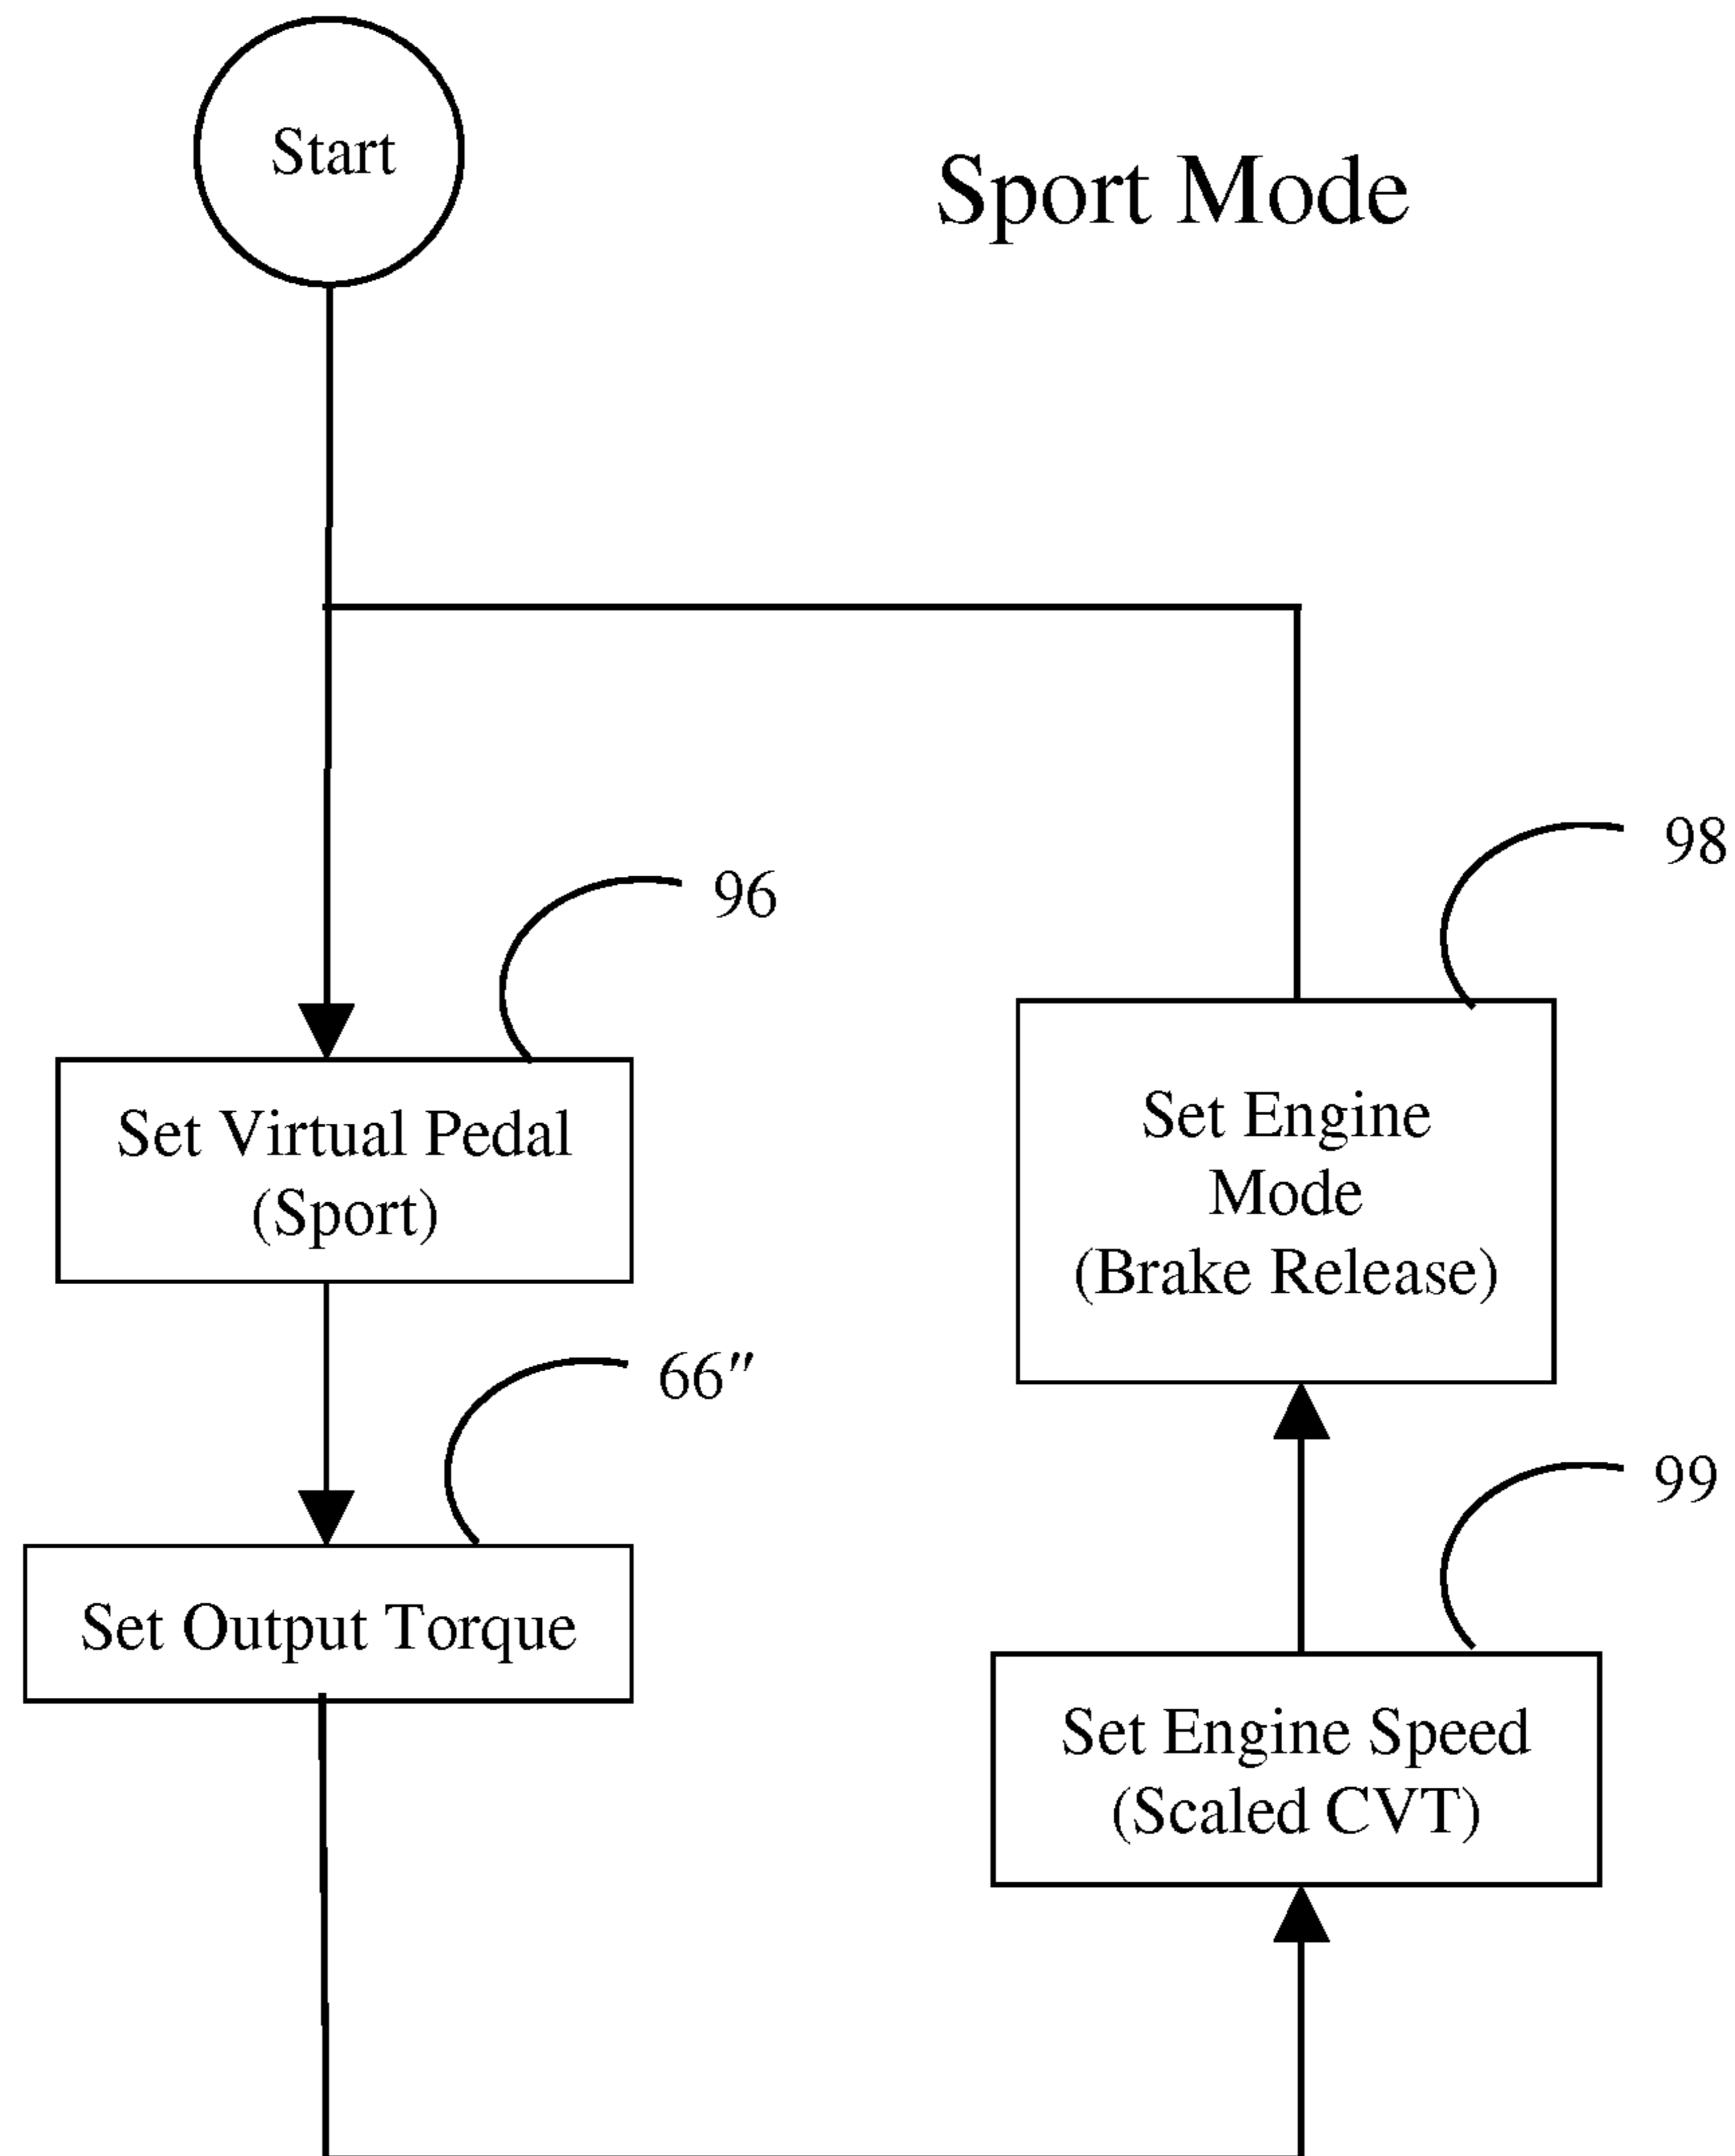 Start
Sport Mode
96
Set Virtual Pedal
(Sport)
66″
Set Output Torque
98
Set Engine
Mode
(Brake Release)
99
Set Engine Speed
(Scaled CVT)